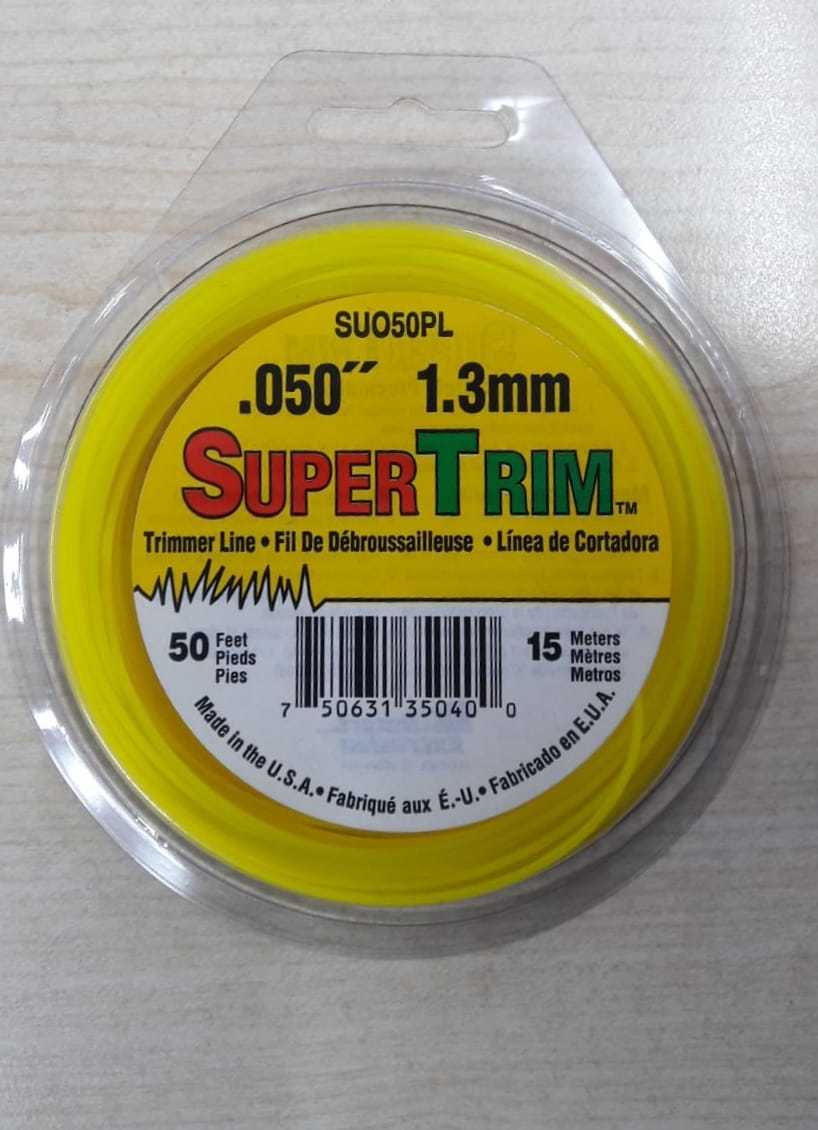 SUO50PL
.050˝ 1.3mm
SUPERTRIM™
Trimmer Line • Fil De Débroussailleuse • Línea de Cortadora
50 Feet
Pieds
Pies
15 Meters
Mètres
Metros
7 50631 35040 0
Made in the U.S.A. • Fabriqué aux É.-U. • Fabricado en E.U.A.